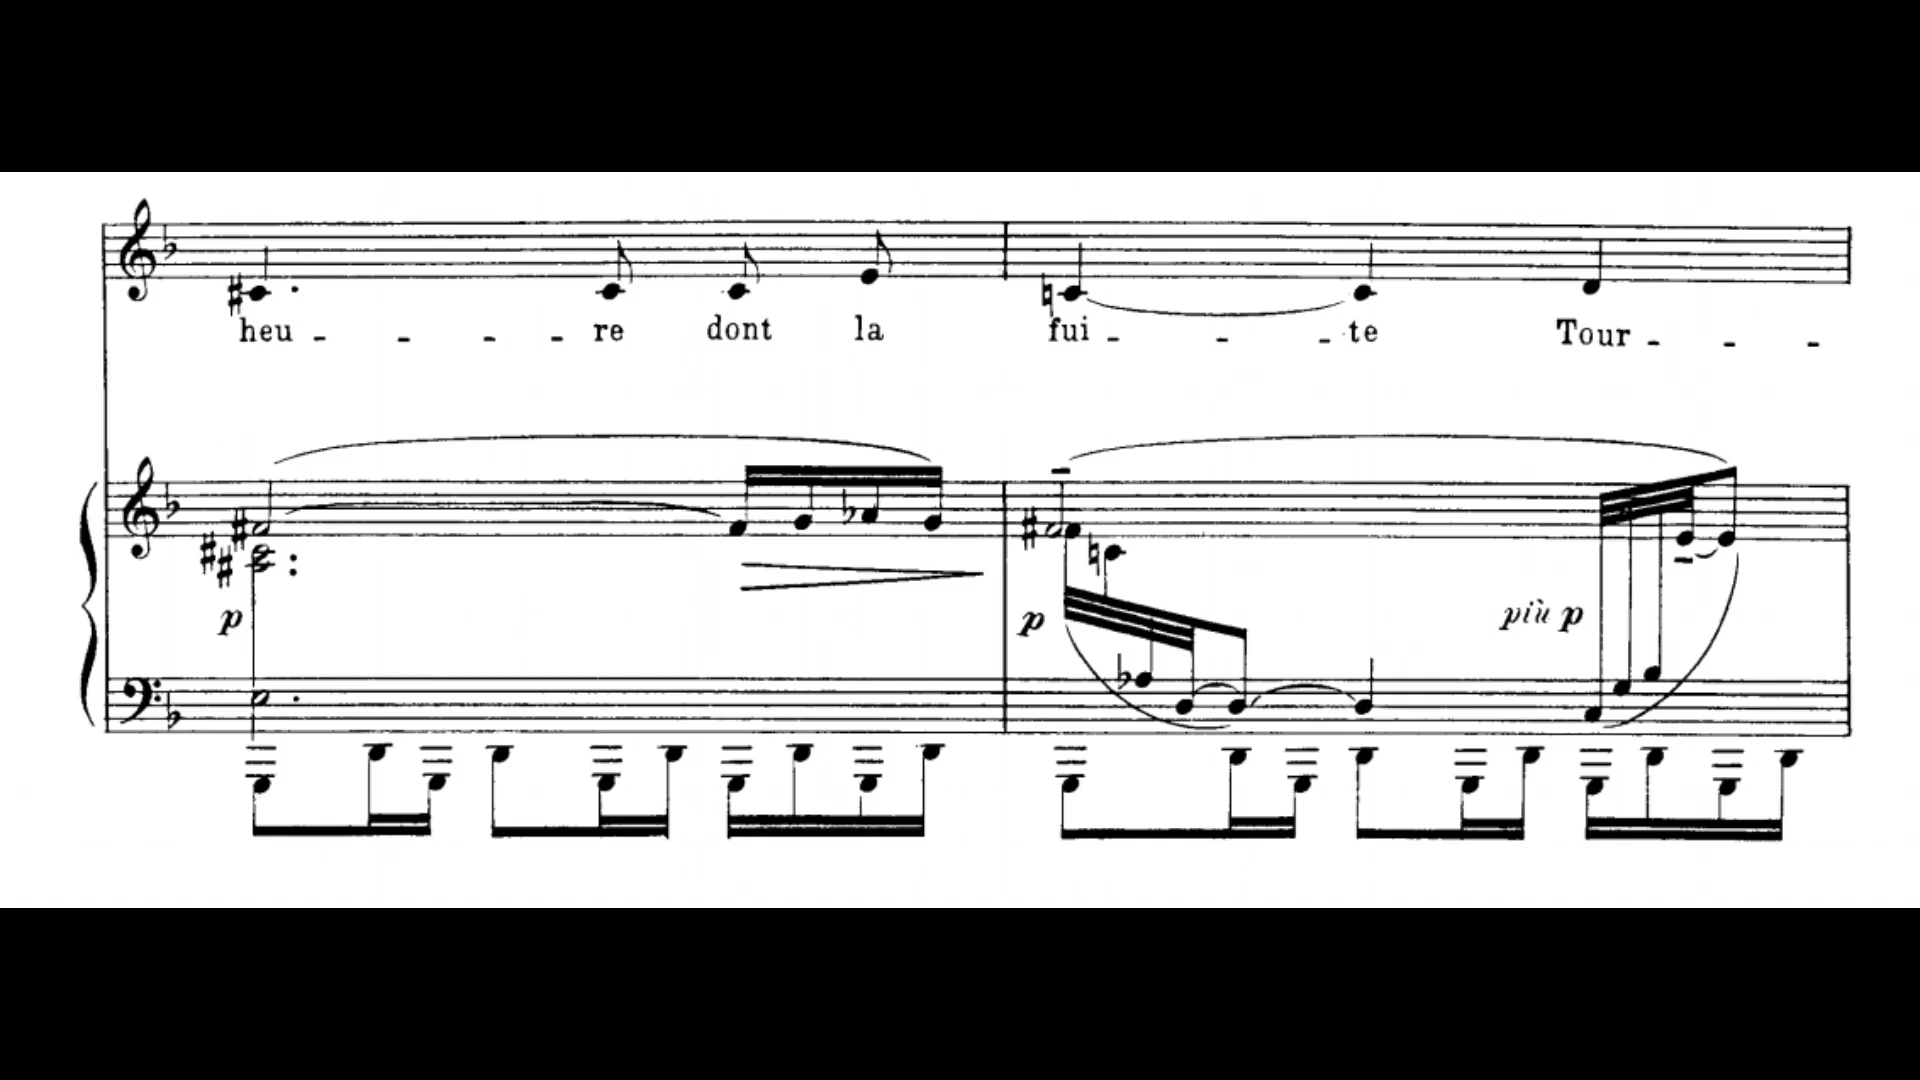 heu - - - - re dont la fui - - - te Tour - - -
p p più p